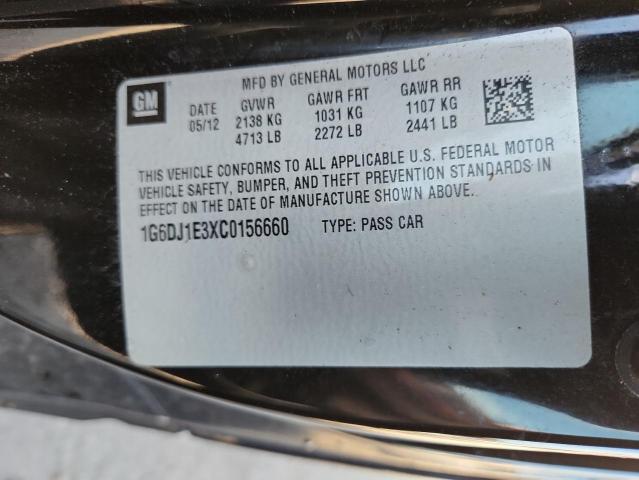 GM
MFD BY GENERAL MOTORS LLC
DATE GVWR GAWR FRT GAWR RR
05/12 2138 KG 1031 KG 1107 KG
4713 LB 2272 LB 2441 LB
THIS VEHICLE CONFORMS TO ALL APPLICABLE U.S. FEDERAL MOTOR
VEHICLE SAFETY, BUMPER, AND THEFT PREVENTION STANDARDS IN
EFFECT ON THE DATE OF MANUFACTURE SHOWN ABOVE.
1G6DJ1E3XC0156660 TYPE: PASS CAR